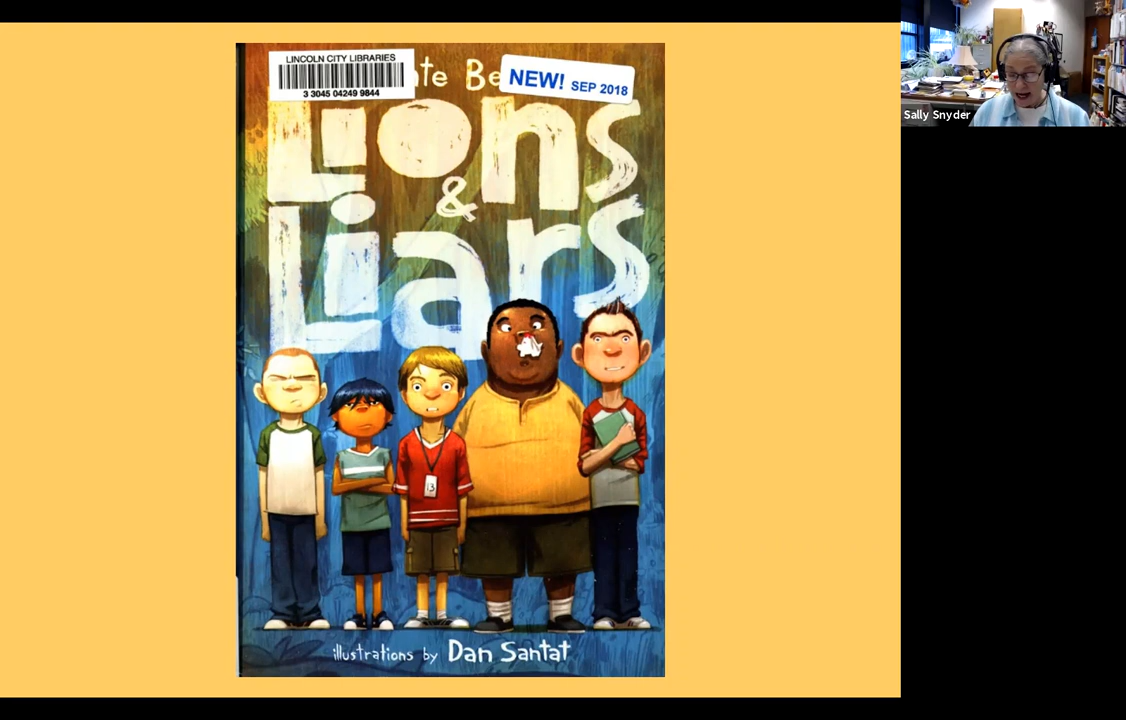 LINCOLN CITY LIBRARIES
3 3045 04249 9844
NEW! SEP 2018
Lions
&
Liars
13
illustrations by Dan Santat
Sally Snyder